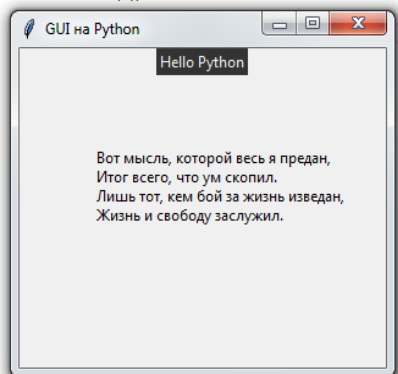 GUI на Python
Hello Python
Вот мысль, которой весь я предан,
Итог всего, что ум скопил.
Лишь тот, кем бой за жизнь изведан,
Жизнь и свободу заслужил.